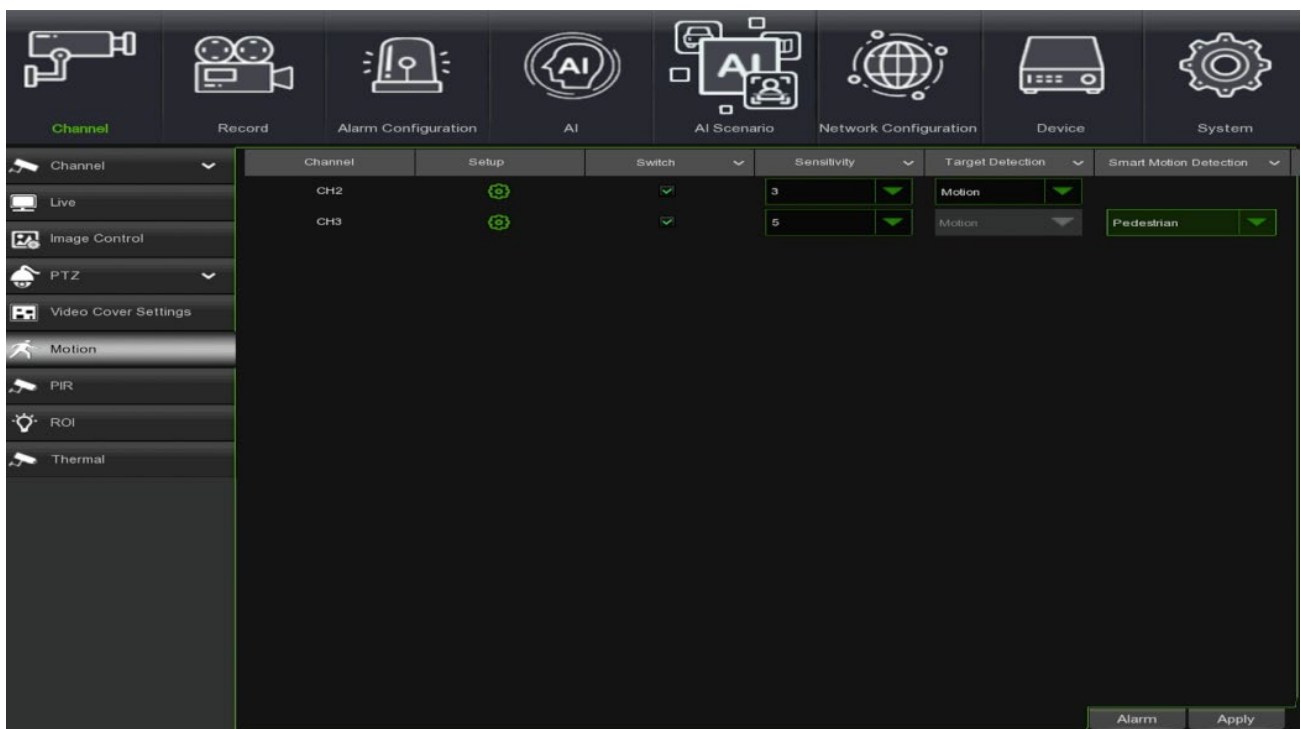 AI
AI
Channel Record Alarm Configuration AI AI Scenario Network Configuration Device System
Channel
Live
Image Control
PTZ
Video Cover Settings
Motion
PIR
ROI
Thermal
Channel Setup Switch Sensitivity Target Detection Smart Motion Detection
CH2 3 Motion
CH3 5 Motion Pedestrian
Alarm Apply